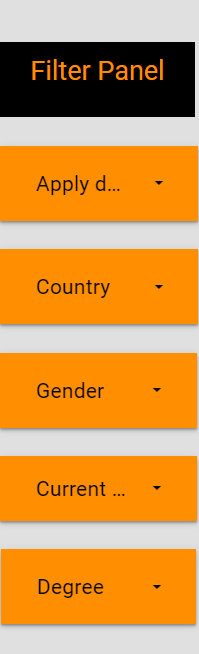 Filter Panel
Apply d...
Country
Gender
Current ...
Degree